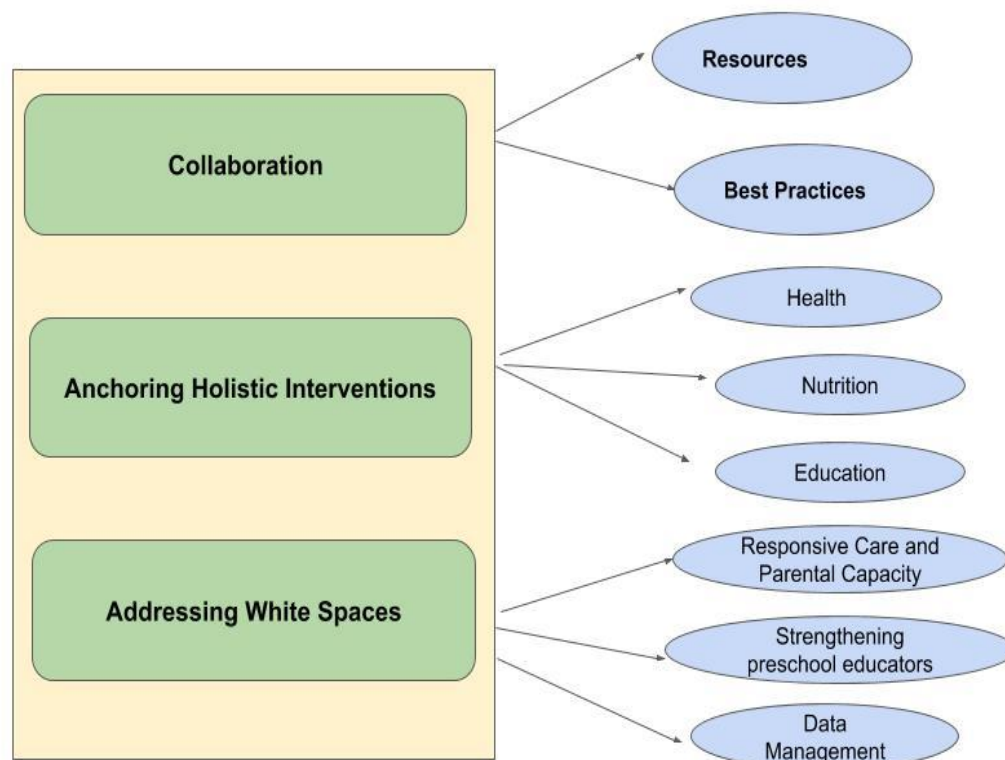 Collaboration
Resources
Best Practices
Anchoring Holistic Interventions
Health
Nutrition
Education
Addressing White Spaces
Responsive Care and
Parental Capacity
Strengthening
preschool educators
Data
Management